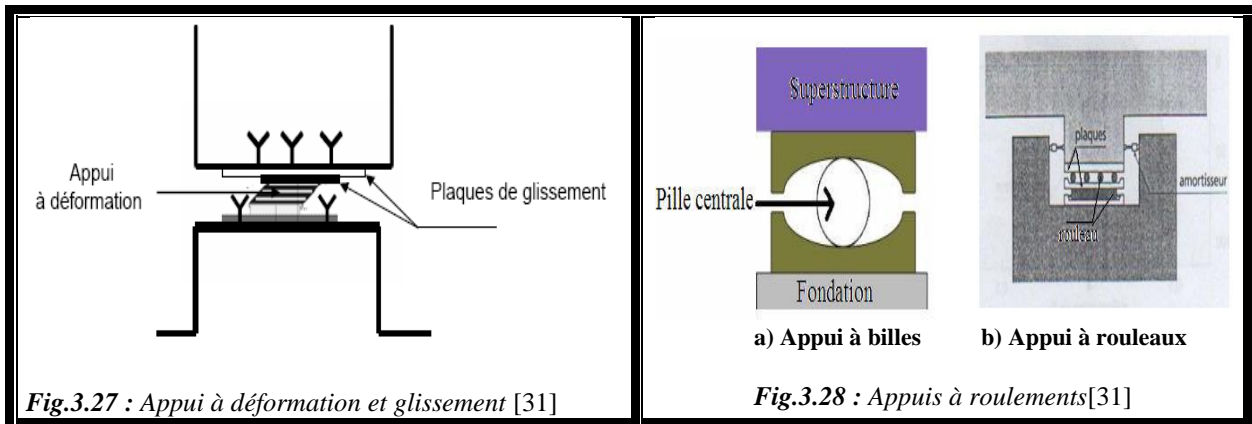 Appui
à déformation
Plaques de glissement
Fig.3.27 : Appui à déformation et glissement [31]
Superstructure
Pille centrale
Fondation
a) Appui à billes
plaques
amortisseur
rouleau
b) Appui à rouleaux
Fig.3.28 : Appuis à roulements[31]